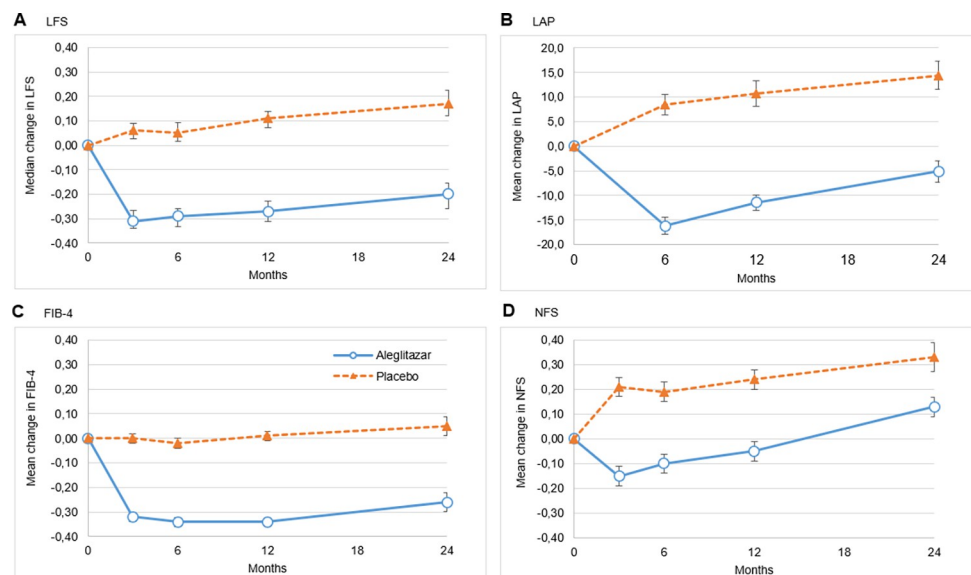 A LFS
Median change in LFS
0,40
0,30
0,20
0,10
0,00
-0,10
-0,20
-0,30
-0,40
0 6 12 18 24
Months
B LAP
Mean change in LAP
20,0
15,0
10,0
5,0
0,0
-5,0
-10,0
-15,0
-20,0
0 6 12 18 24
Months
C FIB-4
Mean change in FIB-4
0,40
0,30
0,20
0,10
0,00
-0,10
-0,20
-0,30
-0,40
Aleglitazar
Placebo
0 6 12 18 24
Months
D NFS
Mean change in NFS
0,40
0,30
0,20
0,10
0,00
-0,10
-0,20
-0,30
-0,40
0 6 12 18 24
Months